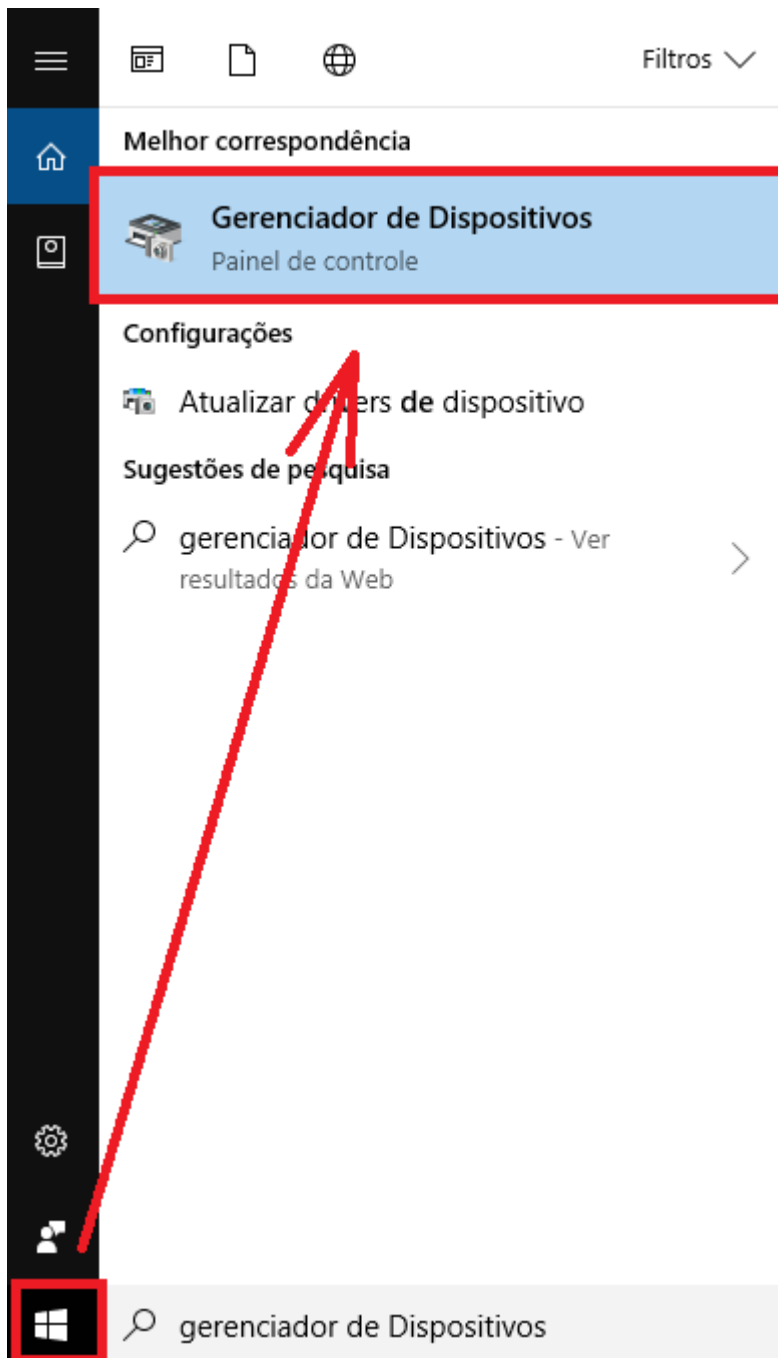 Filtros
Melhor correspondência
Gerenciador de Dispositivos
Painel de controle
Configurações
Atualizar drivers de dispositivo
Sugestões de pesquisa
gerenciador de Dispositivos - Ver
resultados da Web
gerenciador de Dispositivos